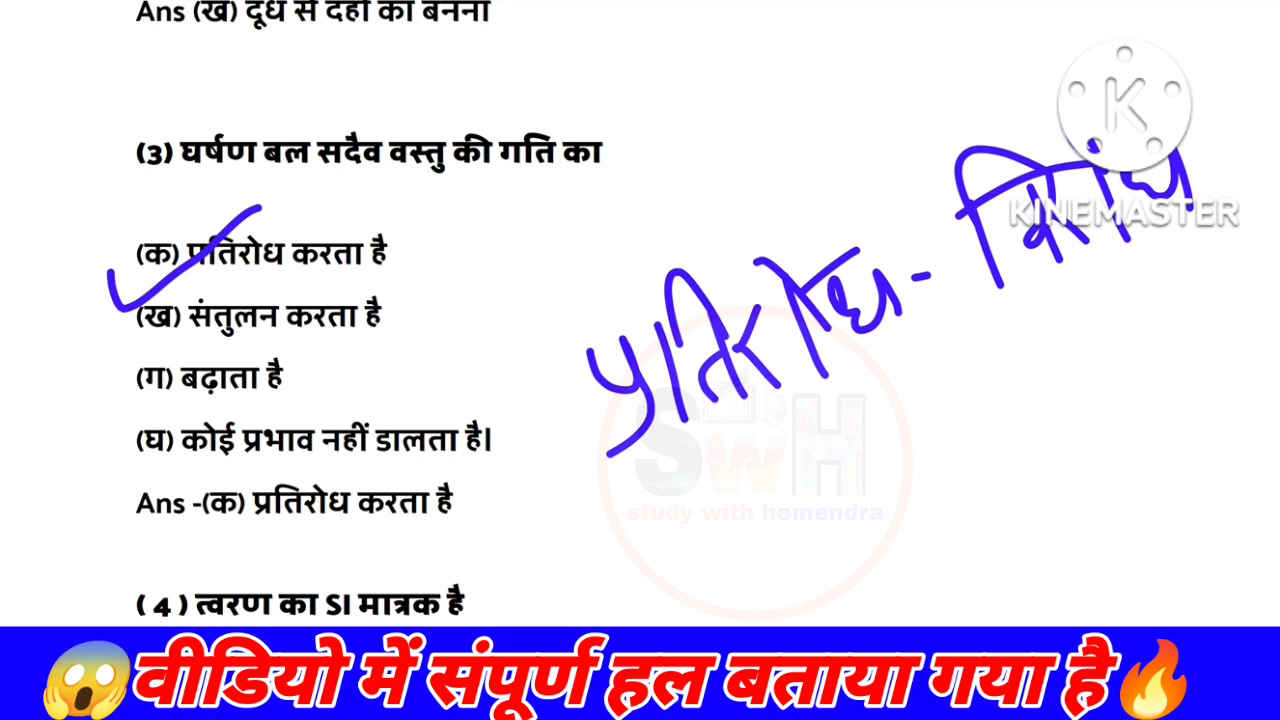 Ans (ख) दूध से दही का बनना
(3) घर्षण बल सदैव वस्तु की गति का
(क) प्रतिरोध करता है
(ख) संतुलन करता है
(ग) बढ़ाता है
(घ) कोई प्रभाव नहीं डालता है।
Ans -(क) प्रतिरोध करता है
प्रतिरोध - विरोध
K
KINEMASTER
SWH
study with hemendra
( 4 ) त्वरण का SI मात्रक है
😱वीडियो में संपूर्ण हल बताया गया है🔥